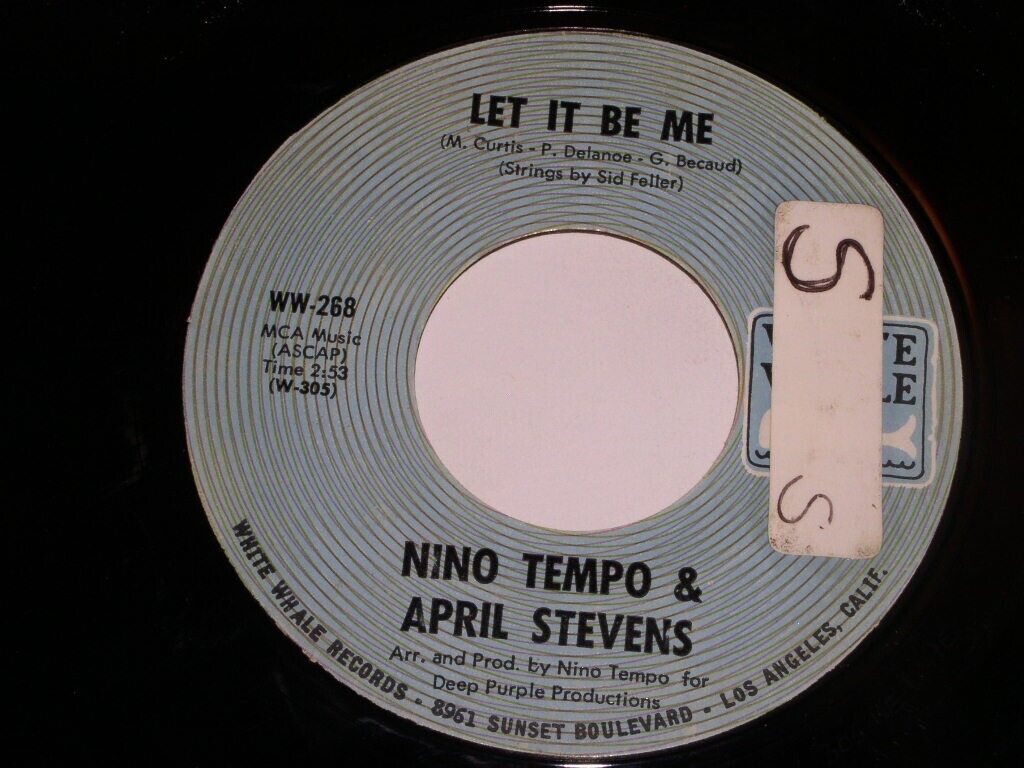 LET IT BE ME
(M. Curtis - P. Delanoe - G. Becaud)
(Strings by Sid Feller)
WW-268
MCA Music
(ASCAP)
Time 2:53
(W-305)
S
S
NINO TEMPO &
APRIL STEVENS
Arr. and Prod. by Nino Tempo for
Deep Purple Productions
WHITE WHALE RECORDS - 8961 SUNSET BOULEVARD - LOS ANGELES, CALIF.